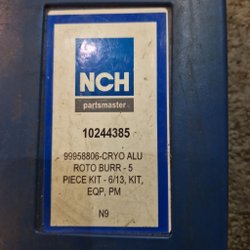 NCH
partsmaster
10244385
99958806-CRYO ALU
ROTO BURR - 5
PIECE KIT - 6/13, KIT,
EQP, PM
N9